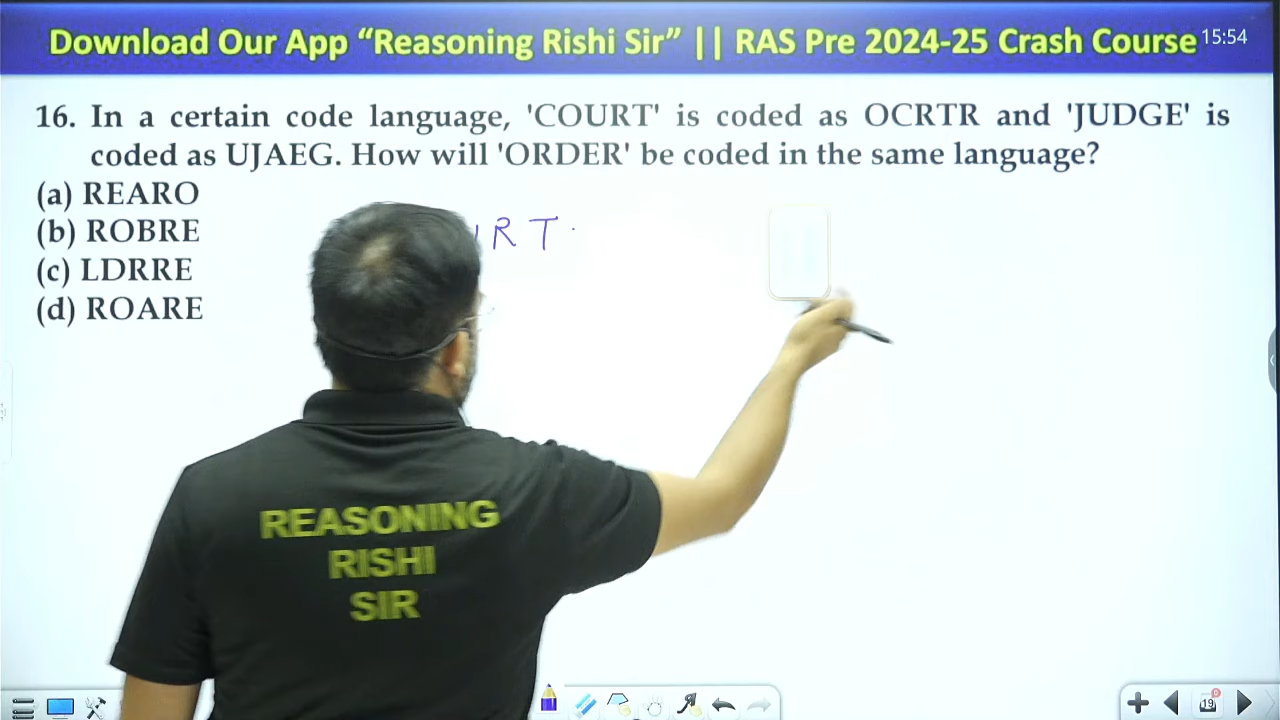 Download Our App “Reasoning Rishi Sir” || RAS Pre 2024-25 Crash Course 15:54
16. In a certain code language, 'COURT' is coded as OCRTR and 'JUDGE' is
coded as UJAEG. How will 'ORDER' be coded in the same language?
(a) REARO
(b) ROBRE
(c) LDRRE
(d) ROARE
RT
REASONING
RISHI
SIR
19